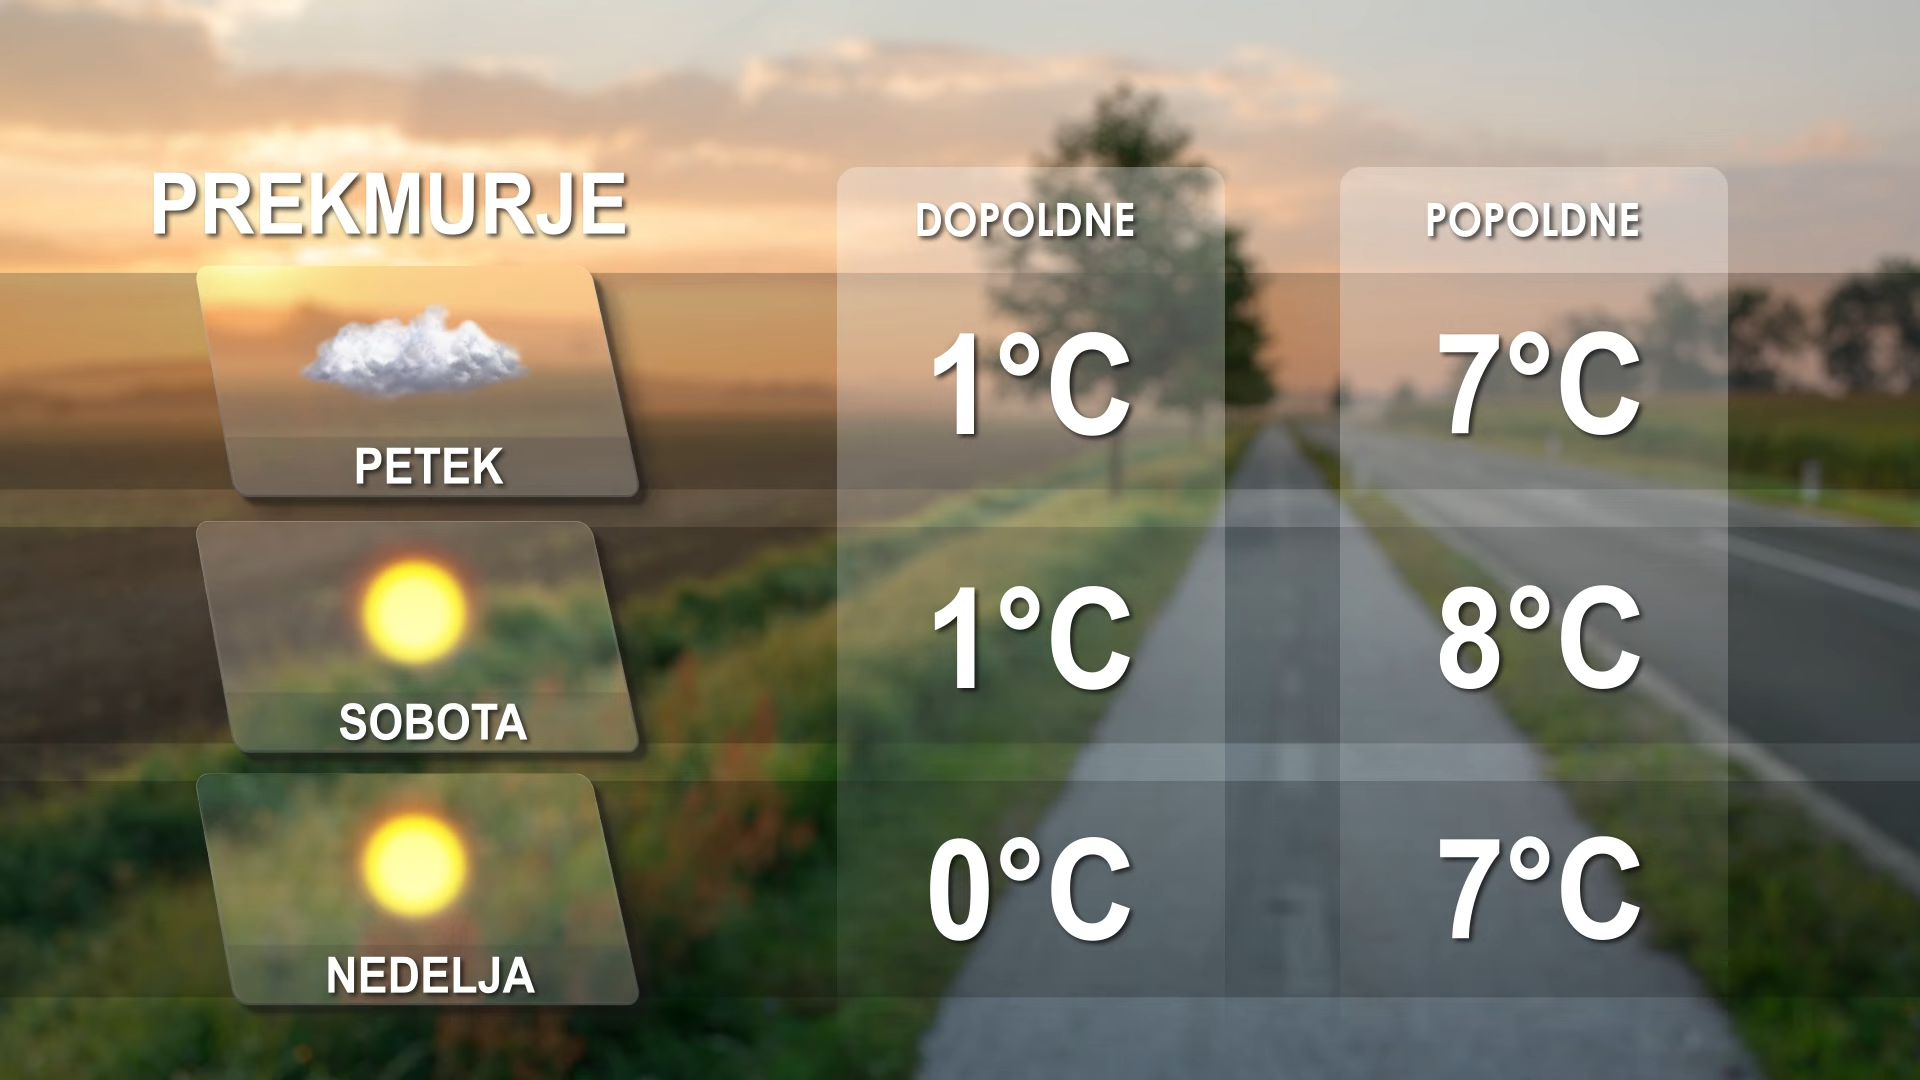 PREKMURJE
DOPOLDNE
POPOLDNE
PETEK
1°C
7°C
SOBOTA
1°C
8°C
NEDELJA
0°C
7°C